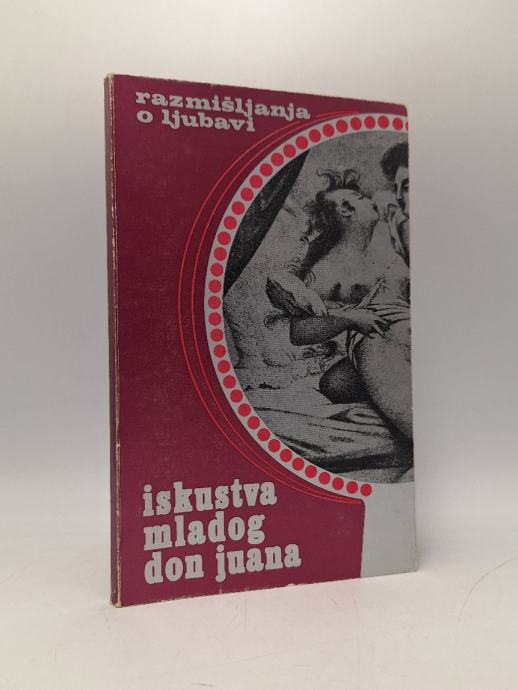 razmišljanja
o ljubavi
iskustva
mladog
don juana